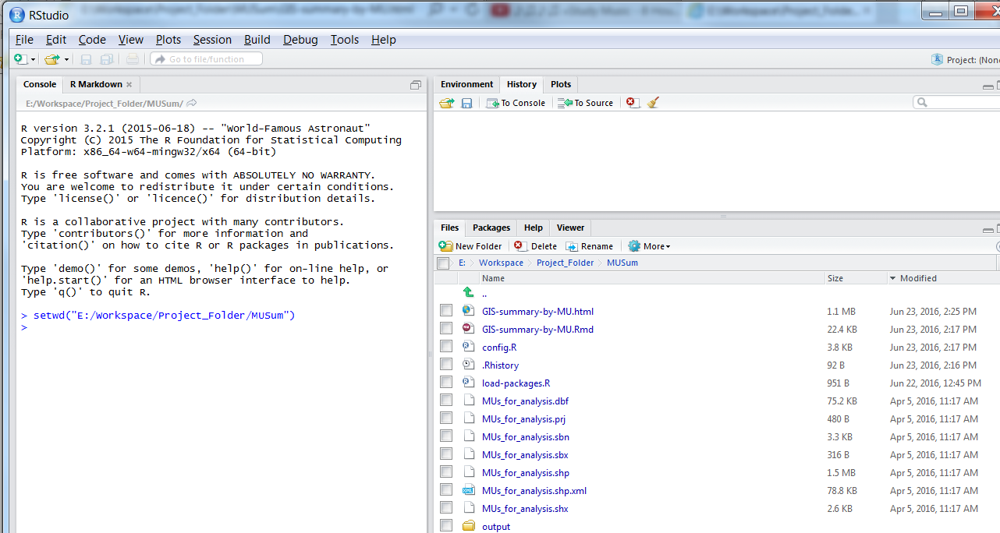 RStudio
File Edit Code View Plots Session Build Debug Tools Help
Go to file/function
Project: (None
Console R Markdown
E:/Workspace/Project_Folder/MUSum/
R version 3.2.1 (2015-06-18) -- "World-Famous Astronaut"
Copyright (C) 2015 The R Foundation for Statistical Computing
Platform: x86_64-w64-mingw32/x64 (64-bit)
R is free software and comes with ABSOLUTELY NO WARRANTY.
You are welcome to redistribute it under certain conditions.
Type 'license()' or 'licence()' for distribution details.
R is a collaborative project with many contributors.
Type 'contributors()' for more information and
'citation()' on how to cite R or R packages in publications.
Type 'demo()' for some demos, 'help()' for on-line help, or
'help.start()' for an HTML browser interface to help.
Type 'q()' to quit R.
> setwd("E:/Workspace/Project_Folder/MUSum")
>
Environment History Plots
To Console To Source
Files Packages Help Viewer
New Folder Delete Rename More
E: Workspace Project_Folder MUSum
Name Size Modified
..
GIS-summary-by-MU.html 1.1 MB Jun 23, 2016, 2:25 PM
GIS-summary-by-MU.Rmd 22.4 KB Jun 23, 2016, 2:17 PM
config.R 3.8 KB Jun 23, 2016, 2:17 PM
.Rhistory 92 B Jun 23, 2016, 2:16 PM
load-packages.R 951 B Jun 22, 2016, 12:45 PM
MUs_for_analysis.dbf 75.2 KB Apr 5, 2016, 11:17 AM
MUs_for_analysis.prj 480 B Apr 5, 2016, 11:17 AM
MUs_for_analysis.sbn 3.3 KB Apr 5, 2016, 11:17 AM
MUs_for_analysis.sbx 316 B Apr 5, 2016, 11:17 AM
MUs_for_analysis.shp 1.5 MB Apr 5, 2016, 11:17 AM
MUs_for_analysis.shp.xml 78.8 KB Apr 5, 2016, 11:17 AM
MUs_for_analysis.shx 2.6 KB Apr 5, 2016, 11:17 AM
output